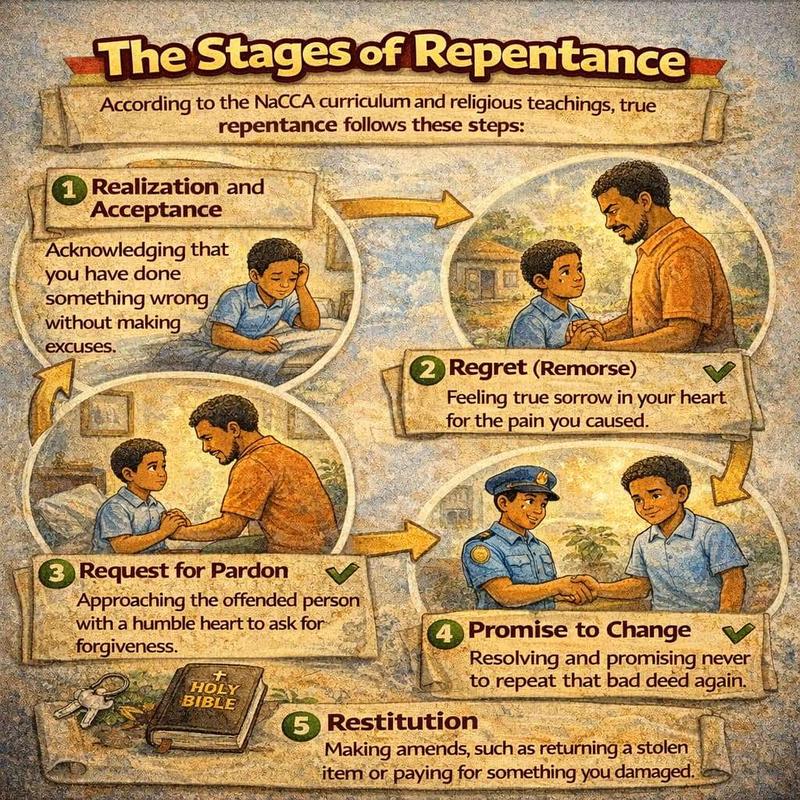 The Stages of Repentance
According to the NaCCA curriculum and religious teachings, true
repentance follows these steps:
1 Realization and
Acceptance
Acknowledging that
you have done
something wrong
without making
excuses.
2 Regret (Remorse)
Feeling true sorrow in your heart
for the pain you caused.
3 Request for Pardon
Approaching the offended person
with a humble heart to ask for
forgiveness.
4 Promise to Change
Resolving and promising never
to repeat that bad deed again.
HOLY
BIBLE
5 Restitution
Making amends, such as returning a stolen
item or paying for something you damaged.